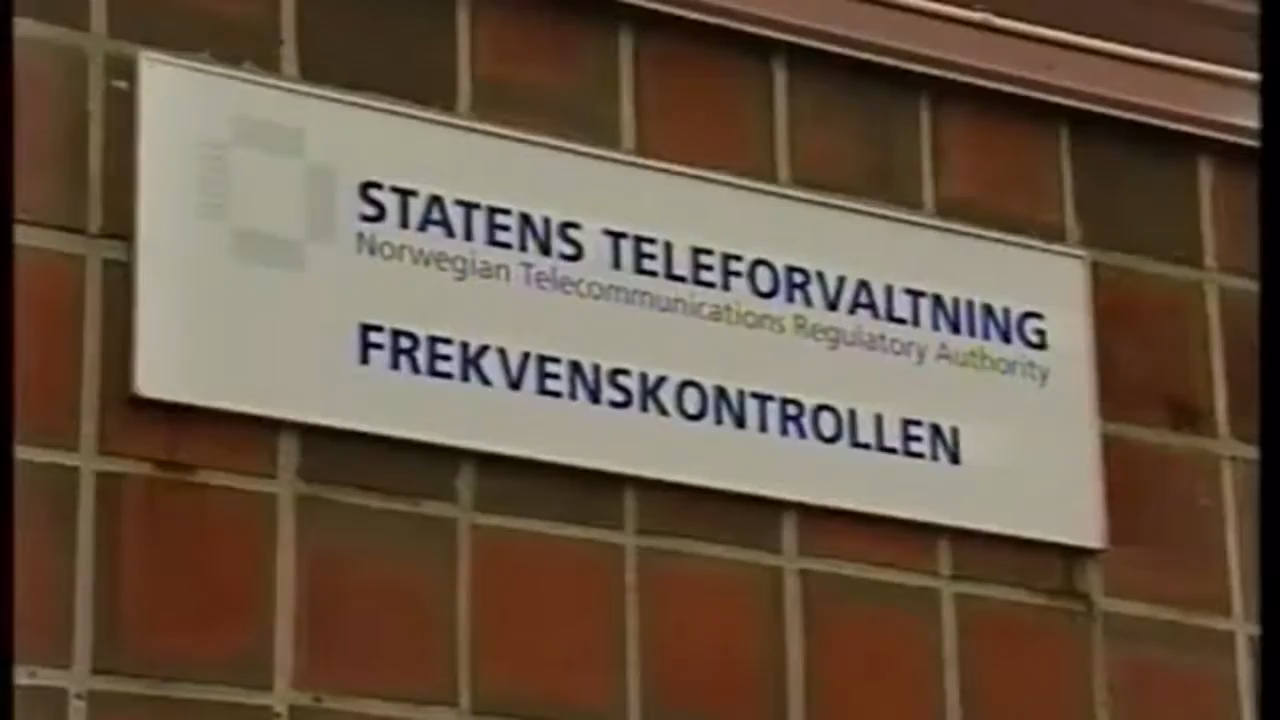 STATENS TELEFORVALTNING
Norwegian Telecommunications Regulatory Authority
FREKVENSKONTROLLEN